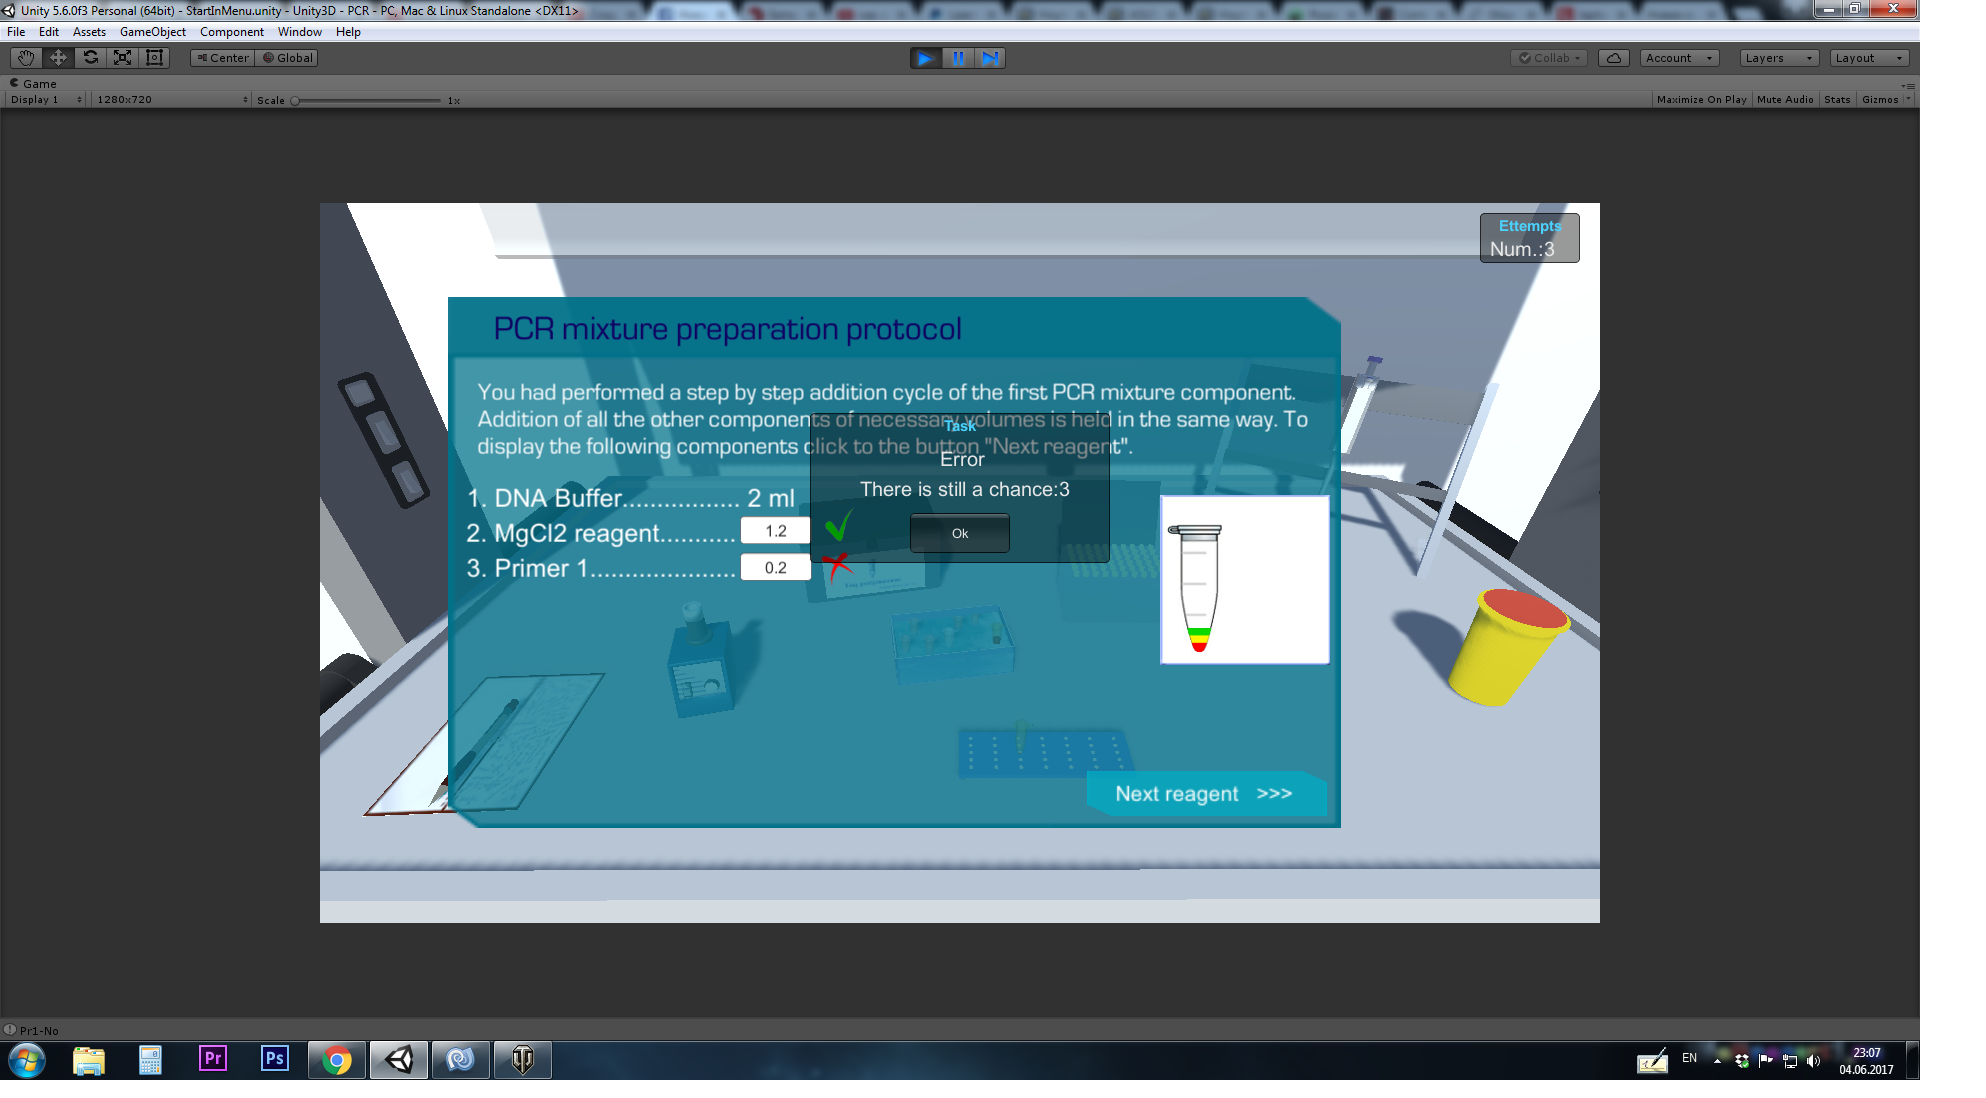 Unity 5.6.0f3 Personal (64bit) - StartInMenu.unity - Unity3D - PCR - PC, Mac & Linux Standalone <DX11>
File Edit Assets GameObject Component Window Help
Center Global Collab Account Layers Layout
Game
Display 1 1280x720 Scale 1x Maximize On Play Mute Audio Stats Gizmos
Ettempts
Num.:3
PCR mixture preparation protocol
You had performed a step by step addition cycle of the first PCR mixture component.
Addition of all the other components of necessary volumes is held in the same way. To
display the following components click to the button "Next reagent".
Task
Error
There is still a chance:3
Ok
1. DNA Buffer................. 2 ml
2. MgCl2 reagent........... 1.2
3. Primer 1..................... 0.2
Next reagent >>>
Pr1-No
Pr Ps EN 23:07
04.06.2017